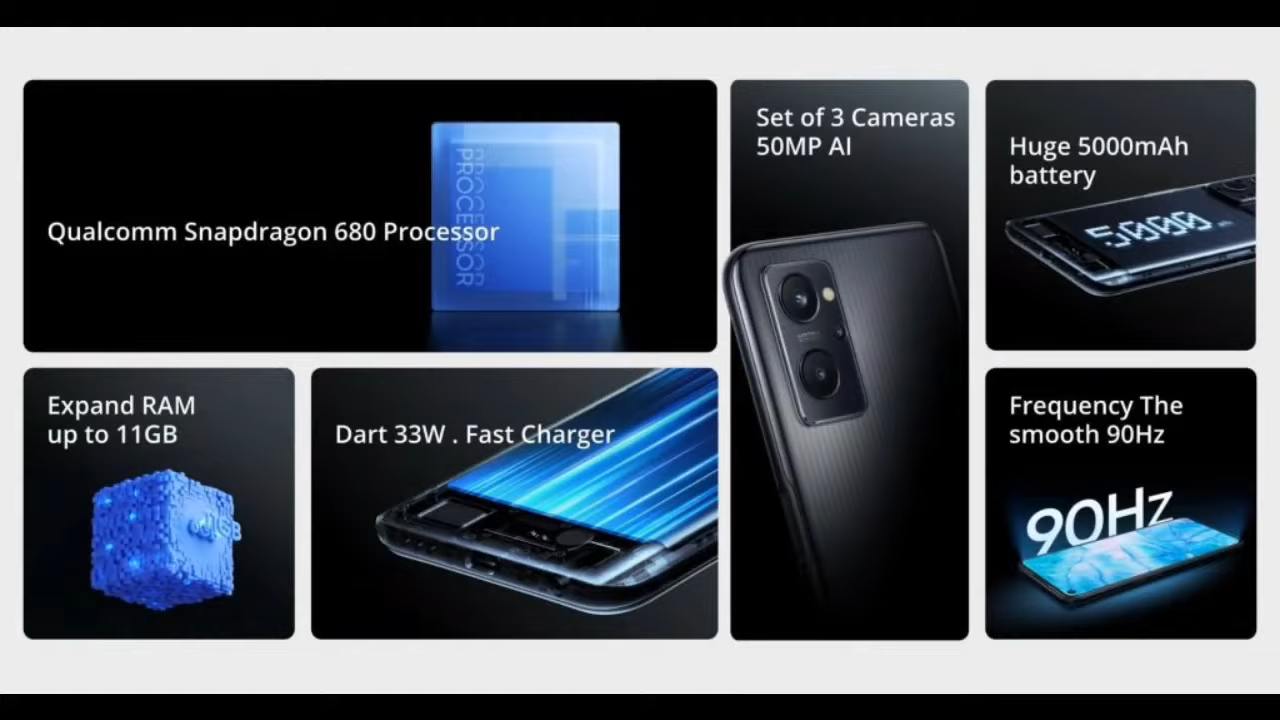 Qualcomm Snapdragon 680 Processor
PROCESSOR
Set of 3 Cameras
50MP AI
Huge 5000mAh
battery
5000
Expand RAM
up to 11GB
Dart 33W . Fast Charger
Frequency The
smooth 90Hz
90Hz